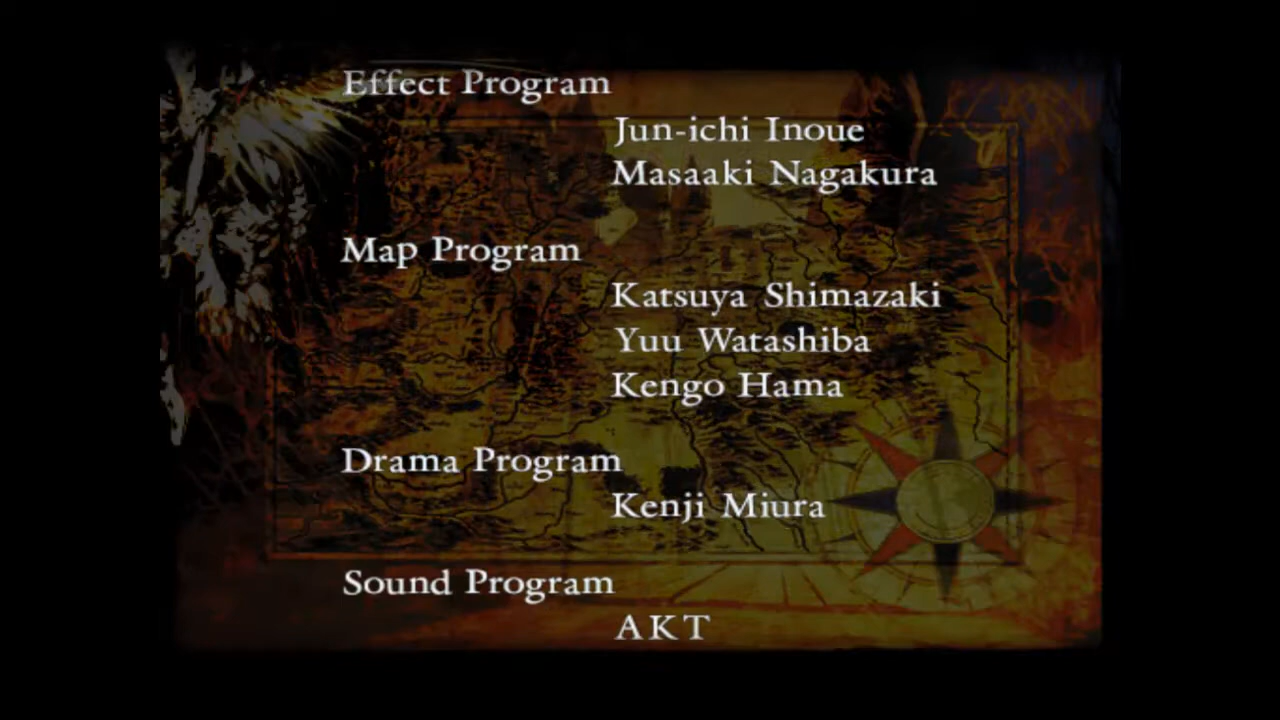 Effect Program
Jun-ichi Inoue
Masaaki Nagakura
Map Program
Katsuya Shimazaki
Yuu Watashiba
Kengo Hama
Drama Program
Kenji Miura
Sound Program
AKT